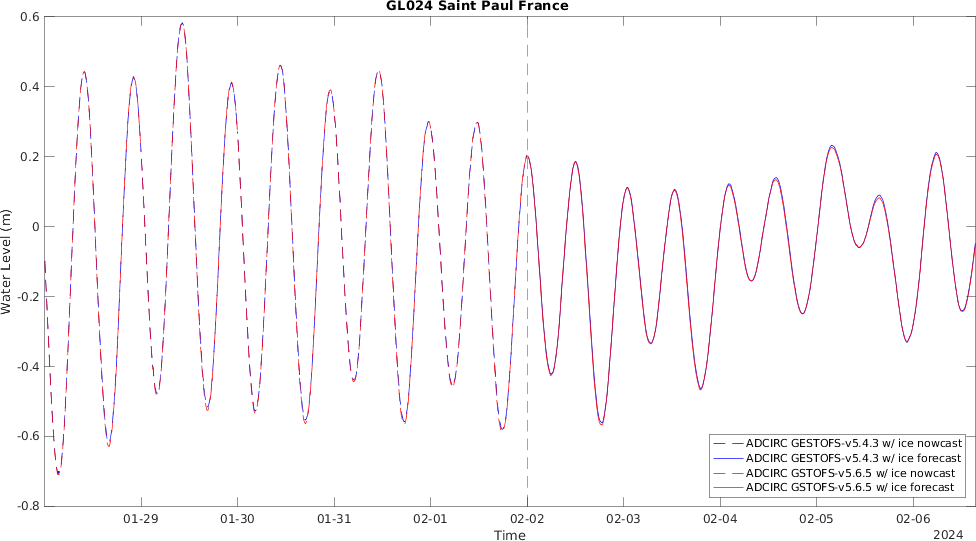 GL024 Saint Paul France
0.6
0.4
0.2
0
-0.2
-0.4
-0.6
-0.8
Water Level (m)
ADCIRC GESTOFS-v5.4.3 w/ ice nowcast
ADCIRC GESTOFS-v5.4.3 w/ ice forecast
ADCIRC GSTOFS-v5.6.5 w/ ice nowcast
ADCIRC GSTOFS-v5.6.5 w/ ice forecast
01-29 01-30 01-31 02-01 02-02 02-03 02-04 02-05 02-06
Time
2024